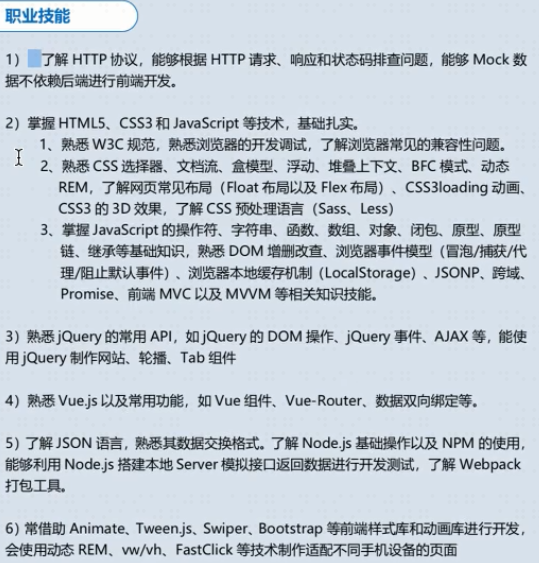 职业技能
1）了解 HTTP 协议，能够根据 HTTP 请求、响应和状态码排查问题，能够 Mock 数
据不依赖后端进行前端开发。
2）掌握 HTML5、CSS3 和 JavaScript 等技术，基础扎实。
1、熟悉 W3C 规范，熟悉浏览器的开发调试，了解浏览器常见的兼容性问题。
2、熟悉 CSS 选择器、文档流、盒模型、浮动、堆叠上下文、BFC 模式、动态
REM，了解网页常见布局（Float 布局以及 Flex 布局）、CSS3loading 动画、
CSS3 的 3D 效果，了解 CSS 预处理语言（Sass、Less）
3、掌握 JavaScript 的操作符、字符串、函数、数组、对象、闭包、原型、原型
链、继承等基础知识，熟悉 DOM 增删改查、浏览器事件模型（冒泡/捕获/代
理/阻止默认事件）、浏览器本地缓存机制（LocalStorage）、JSONP、跨域、
Promise、前端 MVC 以及 MVVM 等相关知识技能。
3）熟悉 jQuery 的常用 API，如 jQuery 的 DOM 操作、jQuery 事件、AJAX 等，能使
用 jQuery 制作网站、轮播、Tab 组件
4）熟悉 Vue.js 以及常用功能，如 Vue 组件、Vue-Router、数据双向绑定等。
5）了解 JSON 语言，熟悉其数据交换格式。了解 Node.js 基础操作以及 NPM 的使用，
能够利用 Node.js 搭建本地 Server 模拟接口返回数据进行开发测试，了解 Webpack
打包工具。
6）常借助 Animate、Tween.js、Swiper、Bootstrap 等前端样式库和动画库进行开发，
会使用动态 REM、vw/vh、FastClick 等技术制作适配不同手机设备的页面